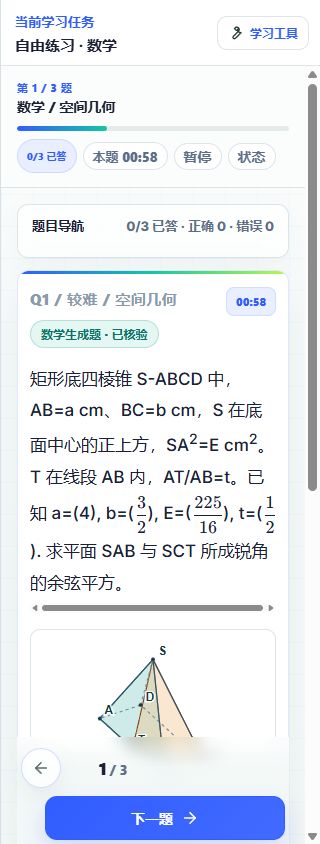 当前学习任务
自由练习 · 数学
学习工具
第 1 / 3 题
数学 / 空间几何
0/3 已答
本题 00:58
暂停
状态
题目导航
0/3 已答 · 正确 0 · 错误 0
Q1 / 较难 / 空间几何
00:58
数学生成题 · 已核验
矩形底四棱锥 S-ABCD 中，
AB=a cm、BC=b cm，S 在底
面中心的正上方，SA²=E cm²。
T 在线段 AB 内，AT/AB=t。已
知 a=(4), b=(3/2), E=(225/16), t=(1/2
). 求平面 SAB 与 SCT 所成锐角
的余弦平方。
S
A
D
1 / 3
下一题